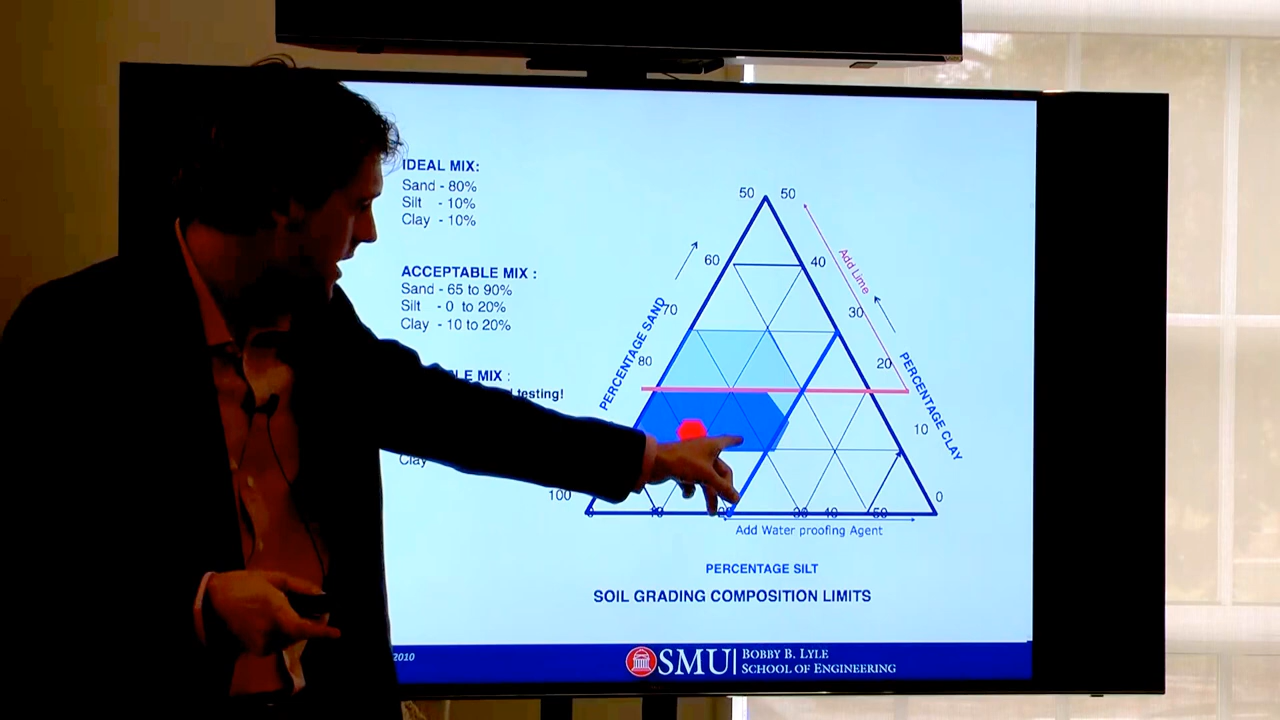 IDEAL MIX:
Sand - 80%
Silt - 10%
Clay - 10%
ACCEPTABLE MIX :
Sand - 65 to 90%
Silt - 0 to 20%
Clay - 10 to 20%
MIX :
testing!
Clay
50 50
60 40
70 30
80 20
10
100 0
10
30 40 50
PERCENTAGE SAND
Add Lime
PERCENTAGE CLAY
Add Water proofing Agent
PERCENTAGE SILT
SOIL GRADING COMPOSITION LIMITS
2010
SMU
BOBBY B. LYLE
SCHOOL OF ENGINEERING